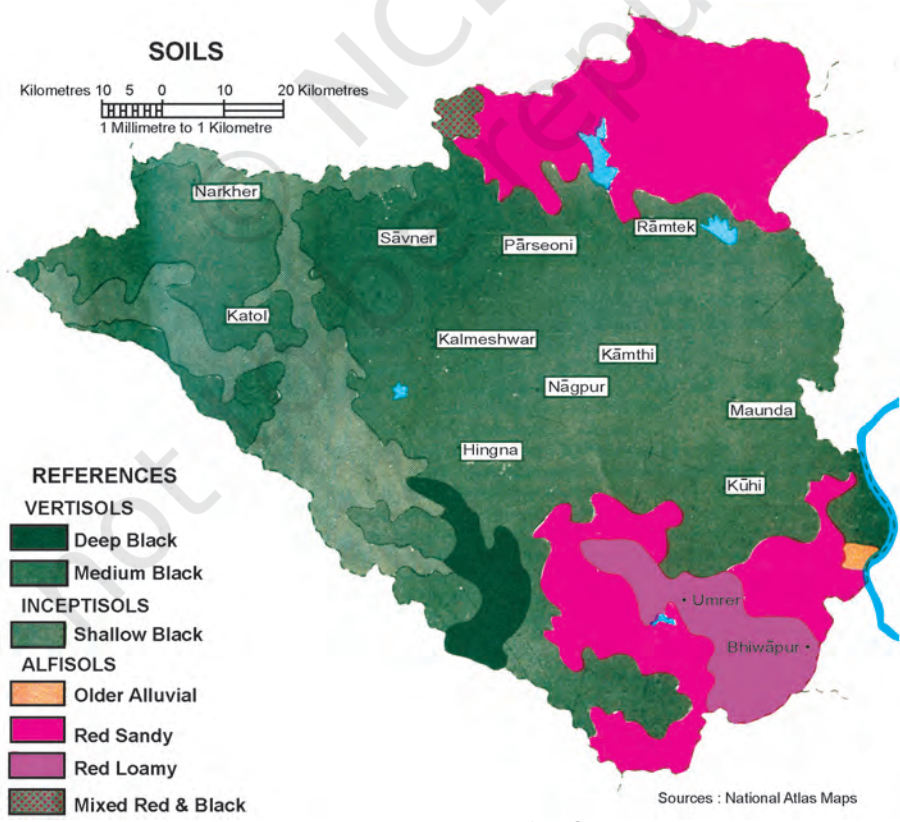 SOILS
Kilometres 10 5 0 10 20 Kilometres
1 Millimetre to 1 Kilometre
Narkher
Sāvner
Pārseoni
Rāmtek
Katol
Kalmeshwar
Kāmthi
Nāgpur
Maunda
Hingna
Kūhi
Umrer
Bhiwāpur
REFERENCES
VERTISOLS
Deep Black
Medium Black
INCEPTISOLS
Shallow Black
ALFISOLS
Older Alluvial
Red Sandy
Red Loamy
Mixed Red & Black
Sources : National Atlas Maps